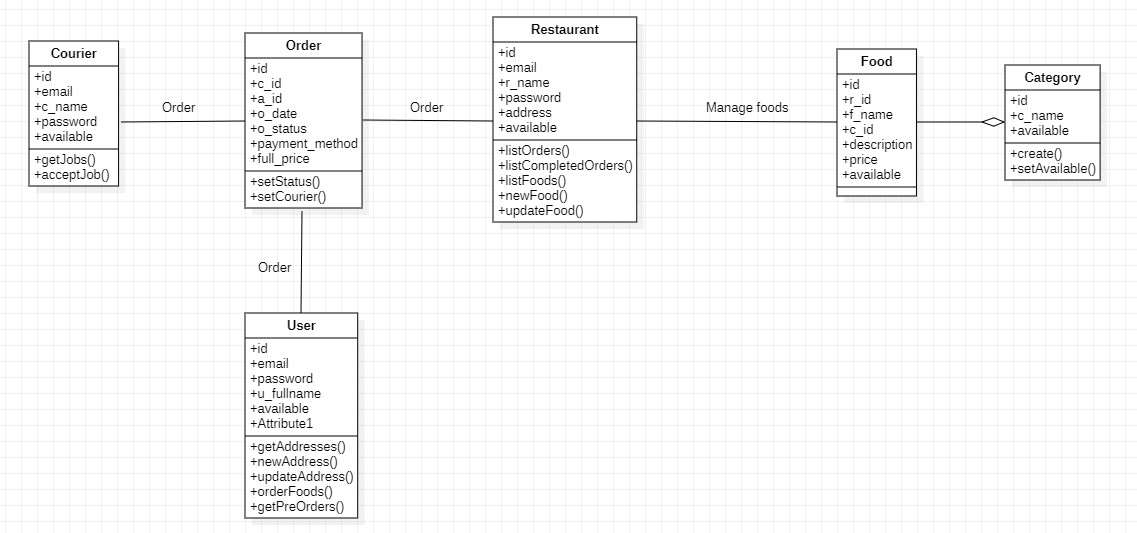 Courier
+id
+email
+c_name
+password
+available
+getJobs()
+acceptJob()
Order
Order
+id
+c_id
+a_id
+o_date
+o_status
+payment_method
+full_price
+setStatus()
+setCourier()
Order
Restaurant
+id
+email
+r_name
+password
+address
+available
+listOrders()
+listCompletedOrders()
+listFoods()
+newFood()
+updateFood()
Manage foods
Food
+id
+r_id
+f_name
+c_id
+description
+price
+available
Category
+id
+c_name
+available
+create()
+setAvailable()
Order
User
+id
+email
+password
+u_fullname
+available
+Attribute1
+getAddresses()
+newAddress()
+updateAddress()
+orderFoods()
+getPreOrders()